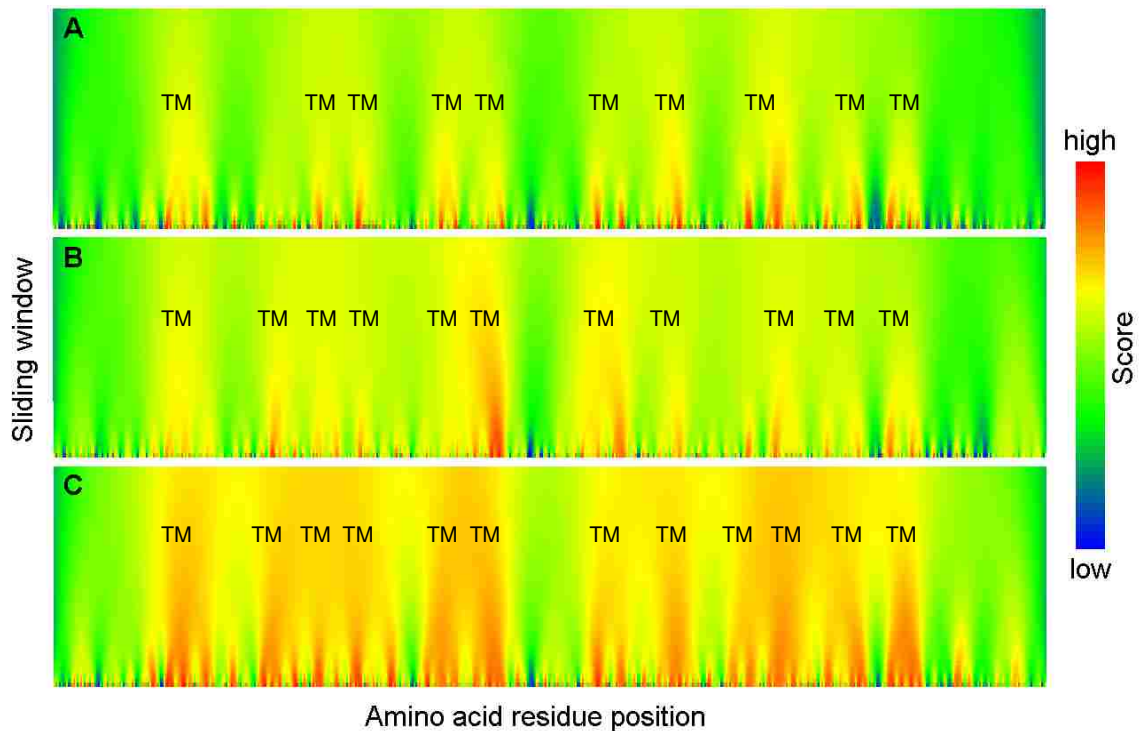 A
TM TM TM TM TM TM TM TM TM TM
B
TM TM TM TM TM TM TM TM TM TM TM
C
TM TM TM TM TM TM TM TM TM TM TM TM
Sliding window
Amino acid residue position
high
Score
low